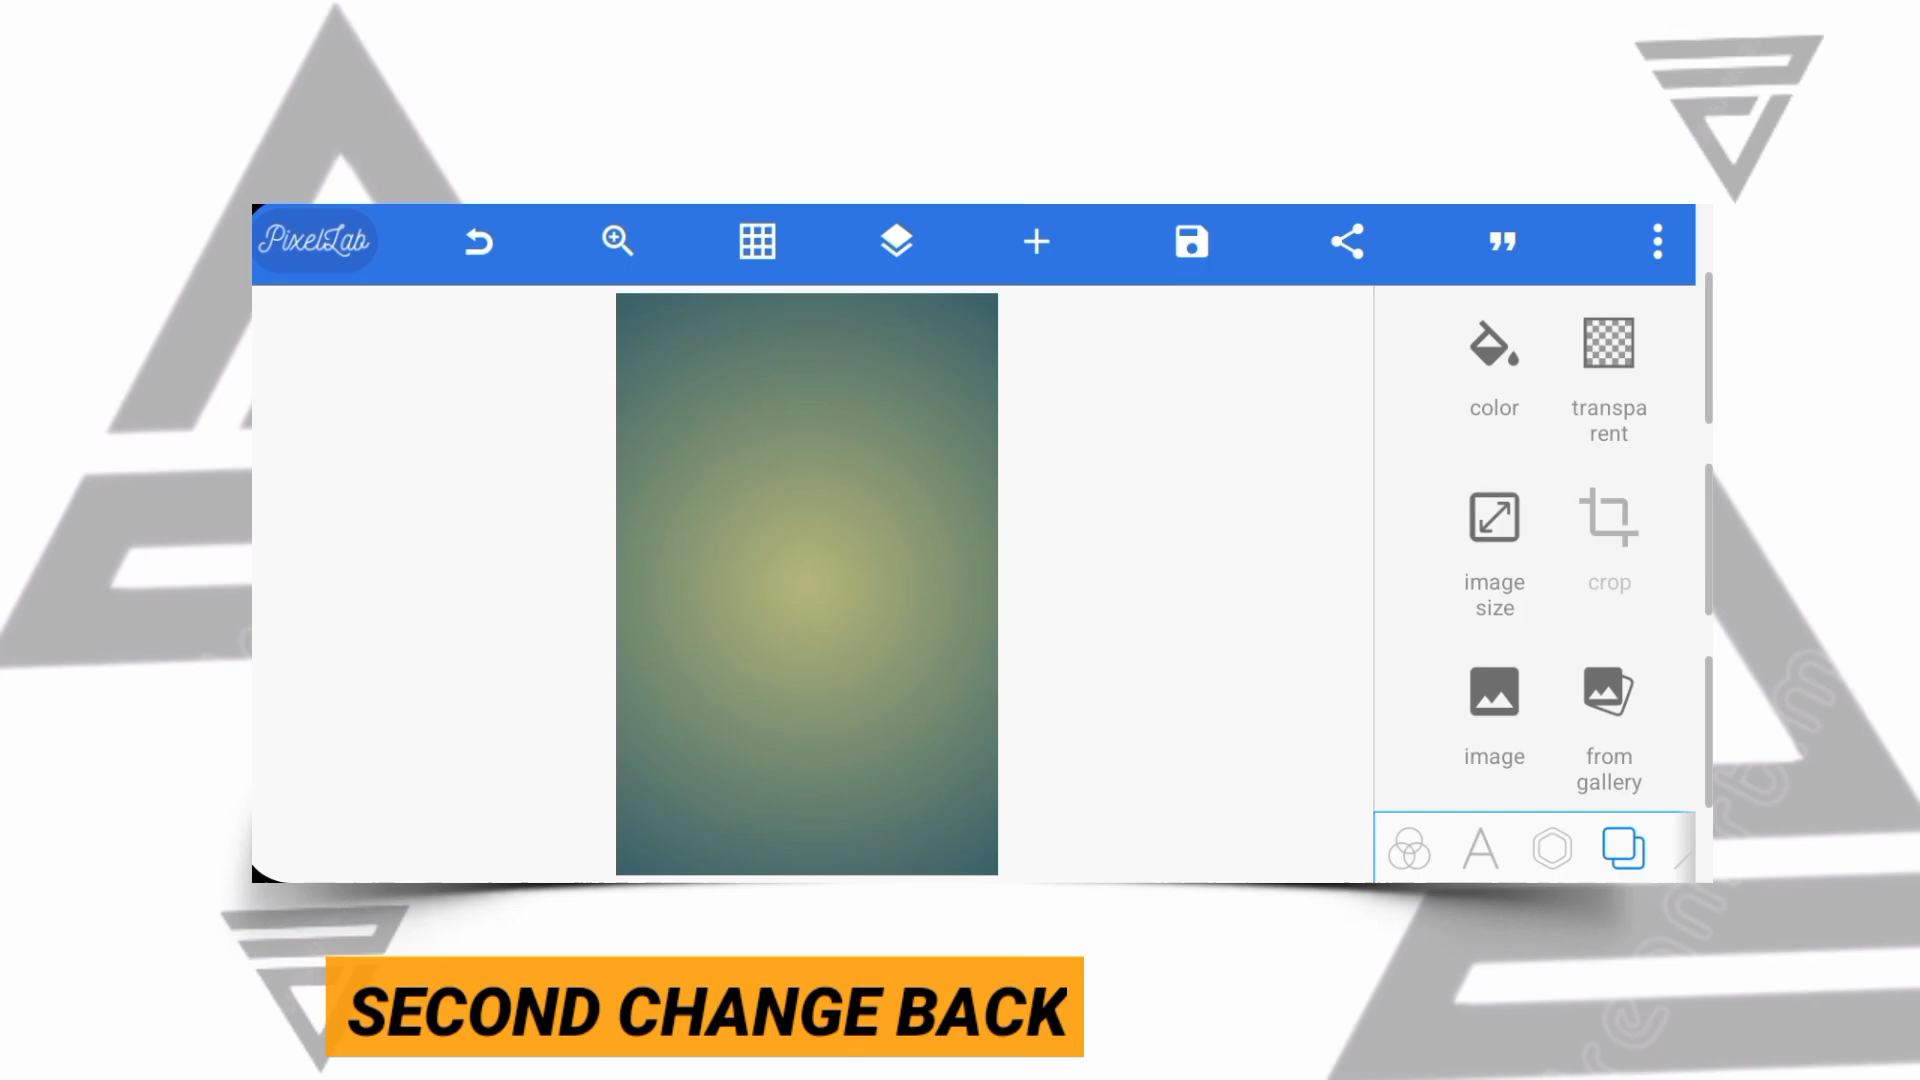 PixelLab
color
transpa
rent
image
size
crop
image
from
gallery
SECOND CHANGE BACK